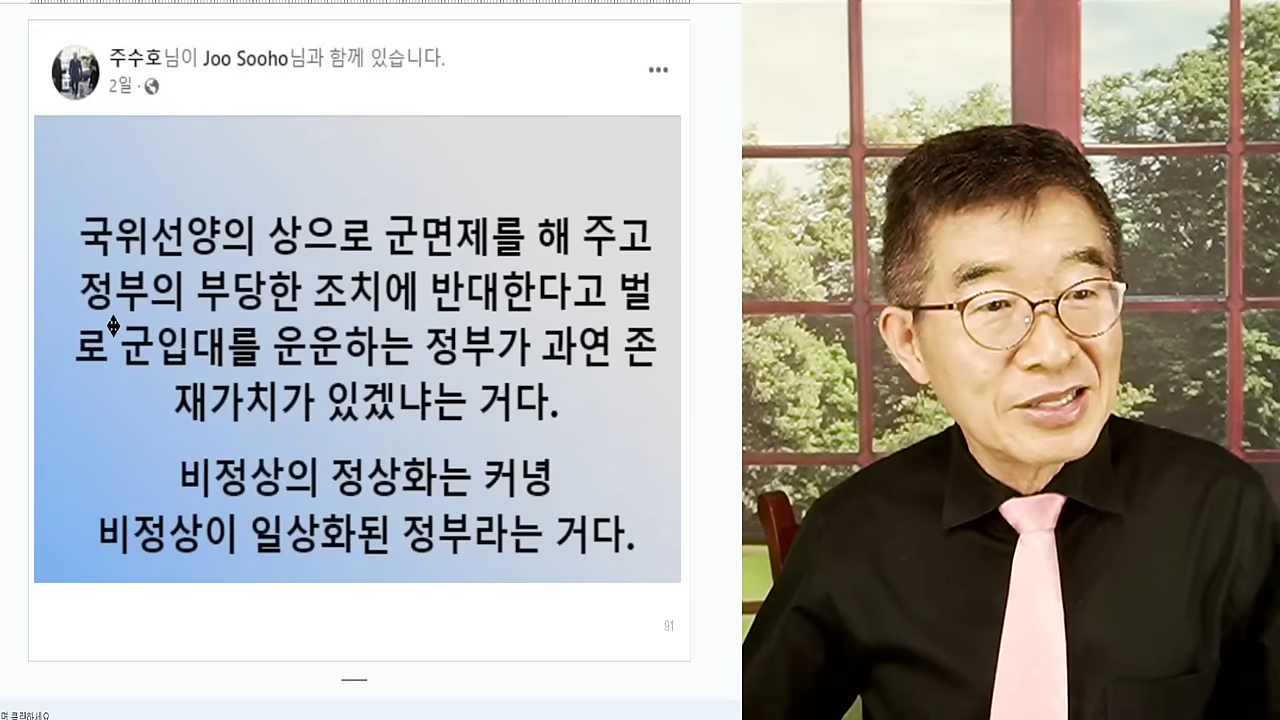 주수호님이 Joo Sooho님과 함께 있습니다.
2일 ·
국위선양의 상으로 군면제를 해 주고
정부의 부당한 조치에 반대한다고 벌
로 군입대를 운운하는 정부가 과연 존
재가치가 있겠냐는 거다.
비정상의 정상화는 커녕
비정상이 일상화된 정부라는 거다.
91